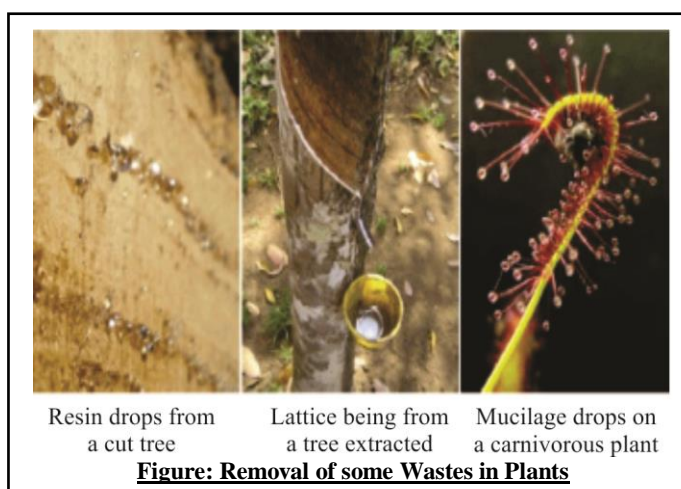 Resin drops from
a cut tree
Lattice being from
a tree extracted
Mucilage drops on
a carnivorous plant
Figure: Removal of some Wastes in Plants